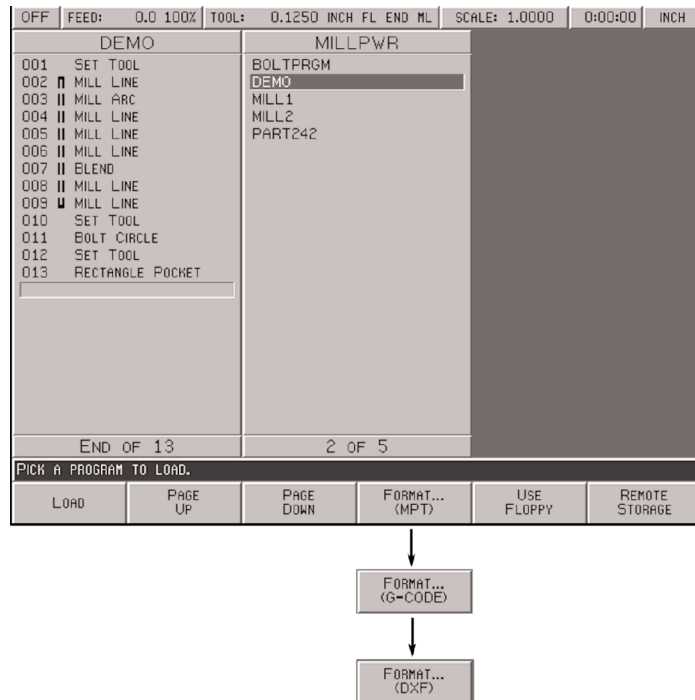 OFF FEED: 0.0 100% TOOL: 0.1250 INCH FL END ML SCALE: 1.0000 0:00:00 INCH
DEMO
001 SET TOOL
002 MILL LINE
003 MILL ARC
004 MILL LINE
005 MILL LINE
006 MILL LINE
007 BLEND
008 MILL LINE
009 MILL LINE
010 SET TOOL
011 BOLT CIRCLE
012 SET TOOL
013 RECTANGLE POCKET
END OF 13
MILLPWR
BOLTPRGM
DEMO
MILL1
MILL2
PART242
2 OF 5
PICK A PROGRAM TO LOAD.
LOAD
PAGE
UP
PAGE
DOWN
FORMAT...
(MPT)
USE
FLOPPY
REMOTE
STORAGE
FORMAT...
(G-CODE)
FORMAT...
(DXF)